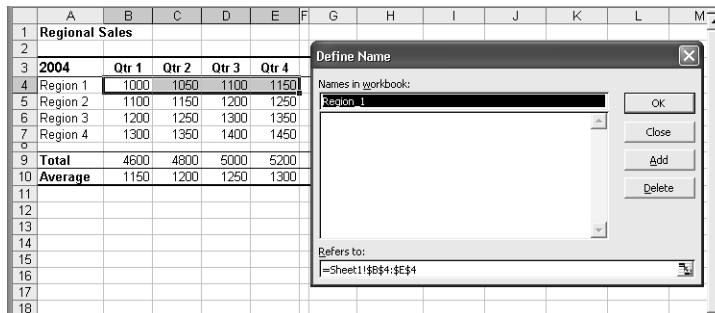 A B C D E F G H I J K L M
1 Regional Sales
2
3 2004 Qtr 1 Qtr 2 Qtr 3 Qtr 4
4 Region 1 1000 1050 1100 1150
5 Region 2 1100 1150 1200 1250
6 Region 3 1200 1250 1300 1350
7 Region 4 1300 1350 1400 1450
8
9 Total 4600 4800 5000 5200
10 Average 1150 1200 1250 1300
11
12
13
14
15
16
17
18
Define Name
Names in workbook:
Region_1
OK
Close
Add
Delete
Refers to:
=Sheet1!$B$4:$E$4